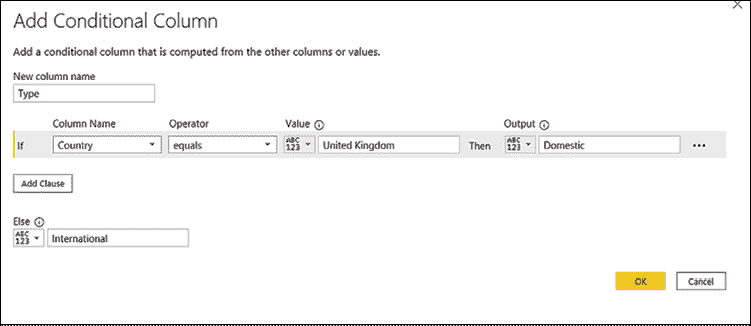 Add Conditional Column
Add a conditional column that is computed from the other columns or values.
New column name
Type
Column Name Operator Value Output
If Country equals ABC 123 United Kingdom Then ABC 123 Domestic ...
Add Clause
Else
ABC 123 International
OK Cancel